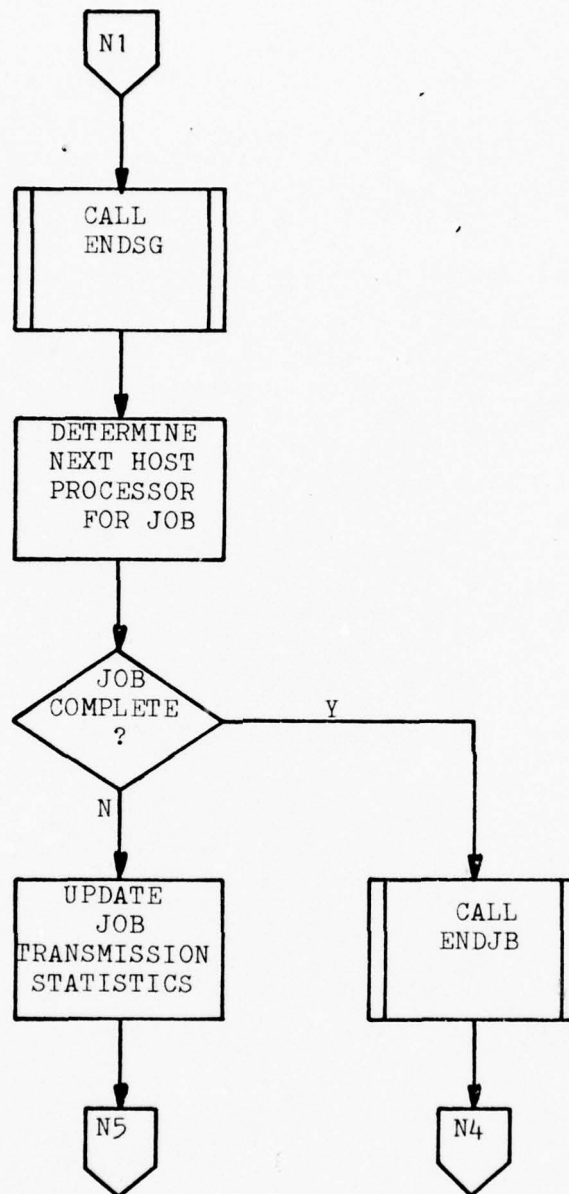 N1
CALL
ENDSG
DETERMINE
NEXT HOST
PROCESSOR
FOR JOB
JOB
COMPLETE
?
Y
N
UPDATE
JOB
TRANSMISSION
STATISTICS
CALL
ENDJB
N5
N4